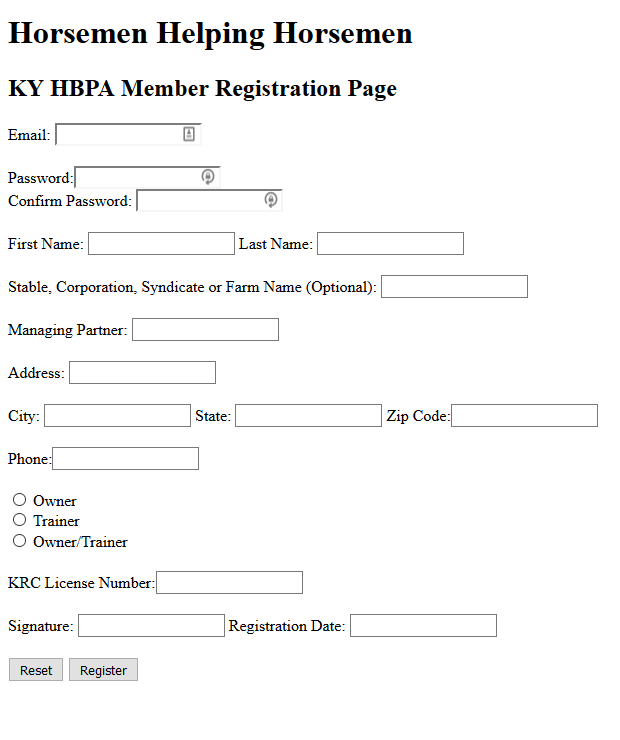 Horsemen Helping Horsemen
KY HBPA Member Registration Page
Email:
Password:
Confirm Password:
First Name: Last Name:
Stable, Corporation, Syndicate or Farm Name (Optional):
Managing Partner:
Address:
City: State: Zip Code:
Phone:
Owner
Trainer
Owner/Trainer
KRC License Number:
Signature: Registration Date:
Reset Register